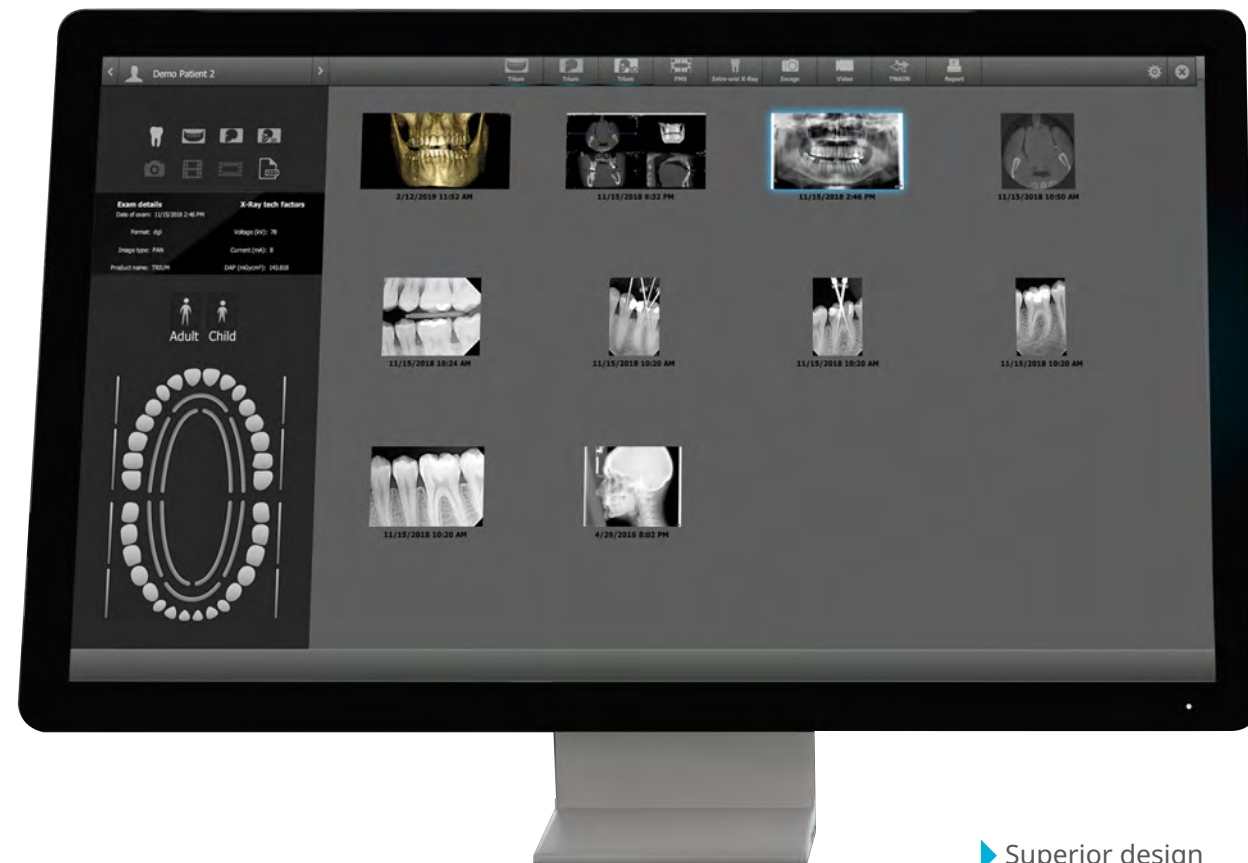 Demo Patient 2
Trium
Trium
Trium
PMS
Intra-oral X-Ray
Image
Video
TWAIN
Report
Exam details
X-Ray tech factors
Date of exam: 11/15/2018 2:46 PM
Format: dgi
Voltage (kV): 78
Image type: PAN
Current (mA): 8
Product name: TRIUM
DAP (mGycm²): 143.818
Adult Child
2/12/2019 11:52 AM
11/15/2018 6:32 PM
11/15/2018 2:46 PM
11/15/2018 10:50 AM
11/15/2018 10:24 AM
11/15/2018 10:20 AM
11/15/2018 10:20 AM
11/15/2018 10:20 AM
11/15/2018 10:20 AM
4/29/2016 8:02 PM
Superior design